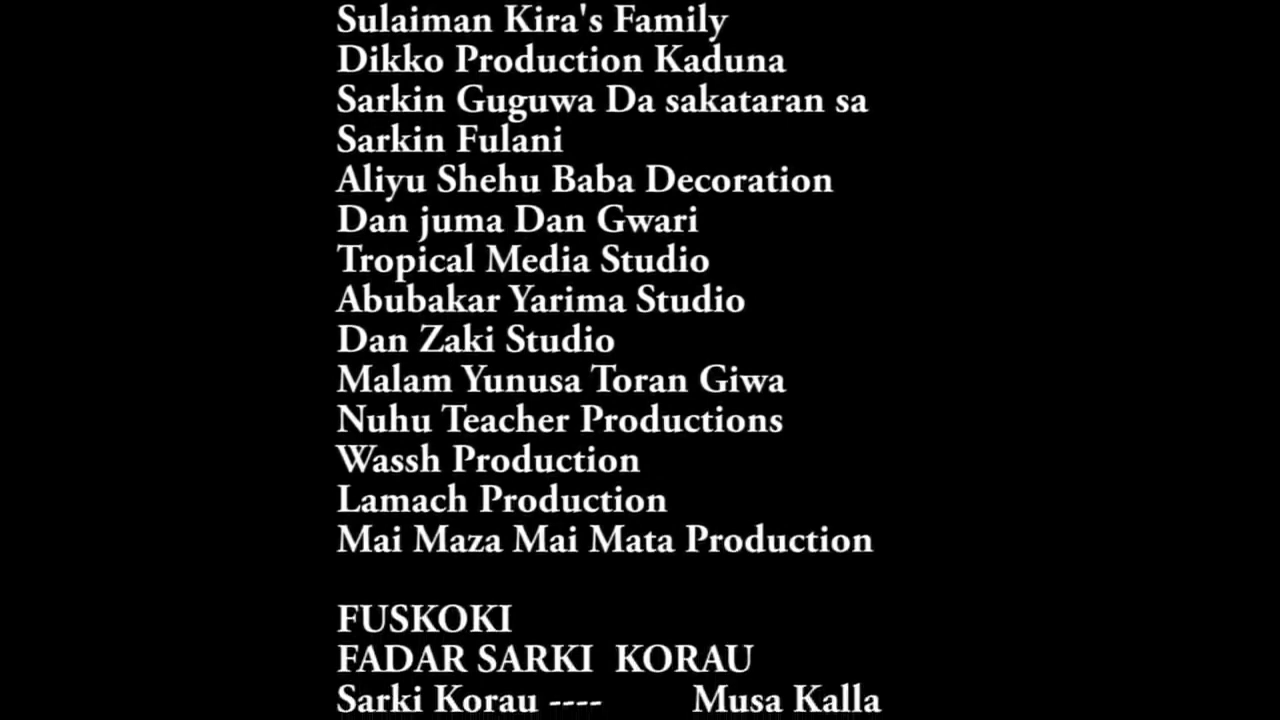 Sulaiman Kira's Family
Dikko Production Kaduna
Sarkin Guguwa Da sakataran sa
Sarkin Fulani
Aliyu Shehu Baba Decoration
Dan juma Dan Gwari
Tropical Media Studio
Abubakar Yarima Studio
Dan Zaki Studio
Malam Yunusa Toran Giwa
Nuhu Teacher Productions
Wassh Production
Lamach Production
Mai Maza Mai Mata Production
FUSKOKI
FADAR SARKI  KORAU
Sarki Korau ----        Musa Kalla